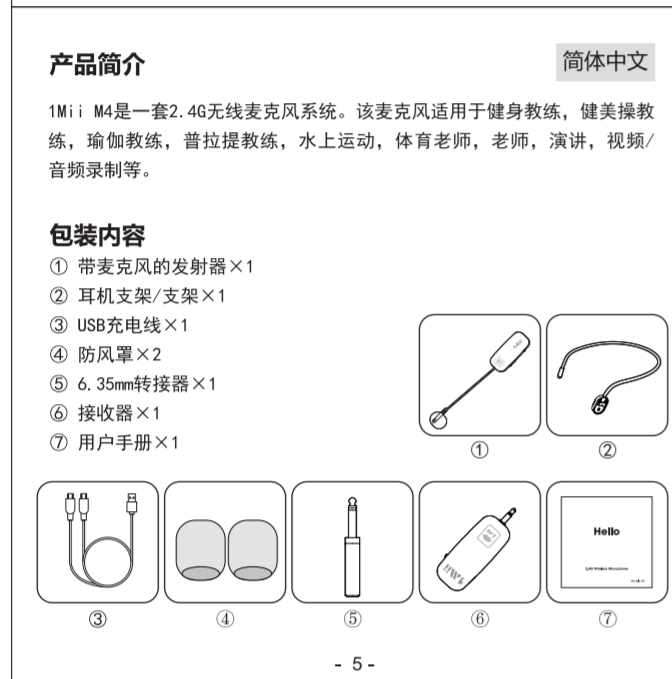 产品简介
简体中文
1Mii M4是一套2.4G无线麦克风系统。该麦克风适用于健身教练，健美操教
练，瑜伽教练，普拉提教练，水上运动，体育老师，老师，演讲，视频/
音频录制等。
包装内容
① 带麦克风的发射器×1
② 耳机支架/支架×1
③ USB充电线×1
④ 防风罩×2
⑤ 6.35mm转接器×1
⑥ 接收器×1
⑦ 用户手册×1
① ②
1Mii
Hello
2.4G Wireless Microphone
③ ④ ⑤ ⑥ ⑦
- 5 -